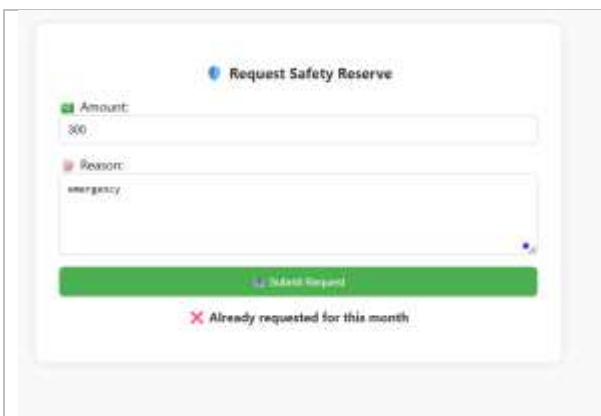 Request Safety Reserve
Amount:
300
Reason:
emergency
Submit Request
Already requested for this month